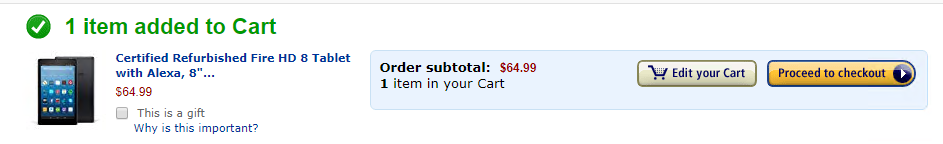 1 item added to Cart
Certified Refurbished Fire HD 8 Tablet
with Alexa, 8"...
$64.99
This is a gift
Why is this important?
Order subtotal: $64.99
1 item in your Cart
Edit your Cart
Proceed to checkout